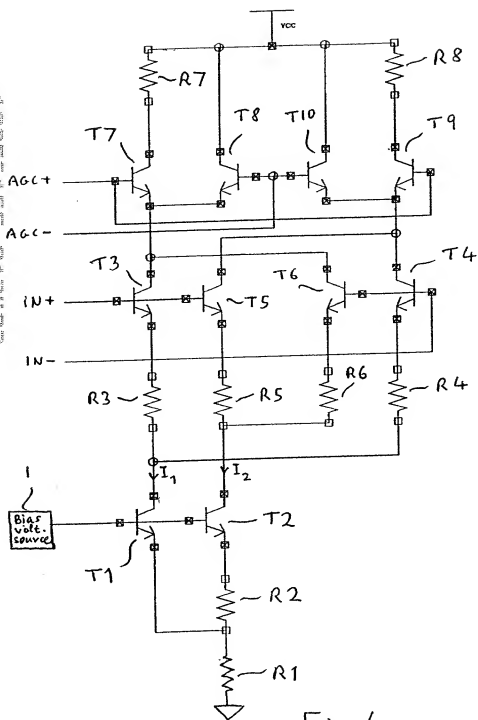 VCC
R7
R8
T7
T8
T10
T9
AGC+
AGC-
T3
T5
T6
T4
IN+
IN-
R3
R5
R6
R4
I1
I2
1
Bias
volt.
source
T1
T2
R2
R1